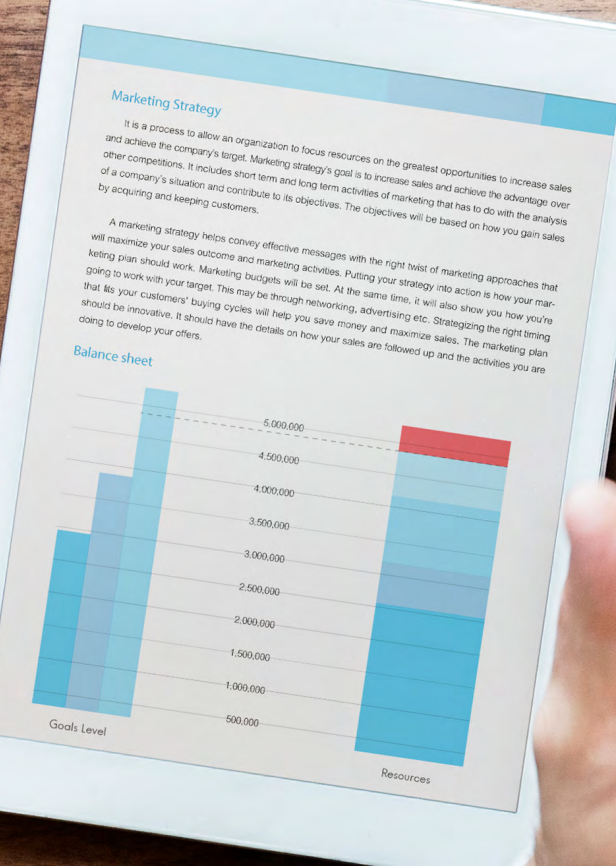 Marketing Strategy
It is a process to allow an organization to focus resources on the greatest opportunities to increase sales
and achieve the company's target. Marketing strategy's goal is to increase sales and achieve the advantage over
other competitions. It includes short term and long term activities of marketing that has to do with the analysis
of a company's situation and contribute to its objectives. The objectives will be based on how you gain sales
by acquiring and keeping customers.
A marketing strategy helps convey effective messages with the right twist of marketing approaches that
will maximize your sales outcome and marketing activities. Putting your strategy into action is how your mar-
keting plan should work. Marketing budgets will be set. At the same time, it will also show you how you're
going to work with your target. This may be through networking, advertising etc. Strategizing the right timing
that fits your customers' buying cycles will help you save money and maximize sales. The marketing plan
should be innovative. It should have the details on how your sales are followed up and the activities you are
doing to develop your offers.
Balance sheet
5,000,000
4,500,000
4,000,000
3,500,000
3,000,000
2,500,000
2,000,000
1,500,000
1,000,000
500,000
Goals Level
Resources